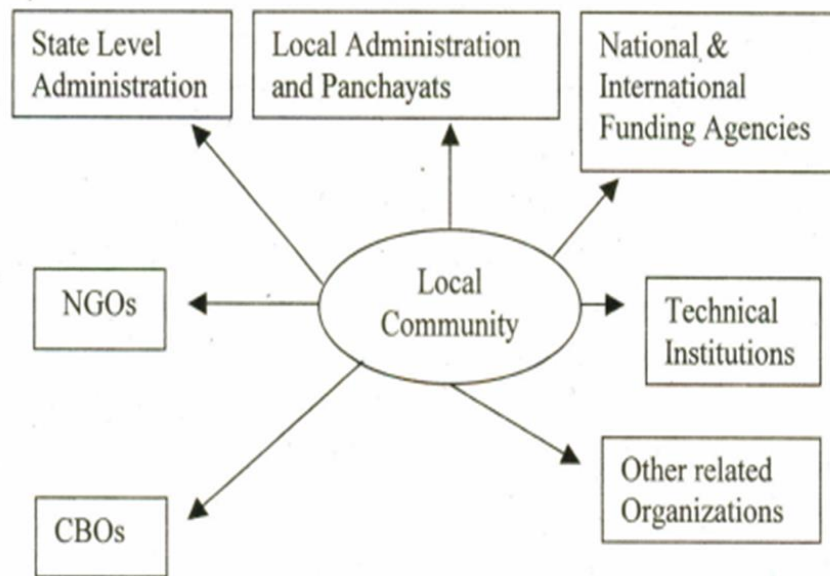 State Level
Administration
Local Administration
and Panchayats
National &
International
Funding Agencies
NGOs
Local
Community
Technical
Institutions
CBOs
Other related
Organizations